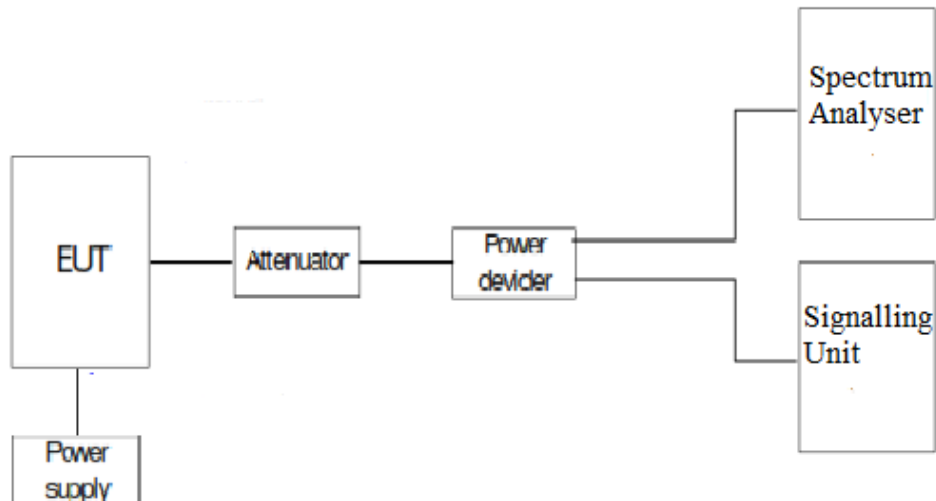 Spectrum
Analyser
EUT
Attenuator
Power
devider
Signalling
Unit
Power
supply